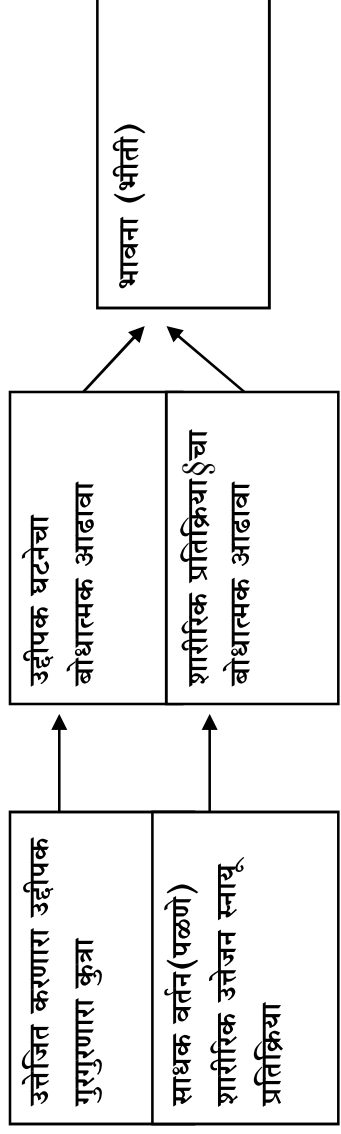 उत्तेजित करणारा उद्दीपक
गुरगुरणारा कुत्रा
साधक वर्तन(पळणे)
शारीरिक उत्तेजन स्नायू
प्रतिक्रिया
उद्दीपक घटनेचा
बोधात्मक आढावा
शारीरिक प्रतिक्रिया§चा
बोधात्मक आढावा
भावना (भीती)